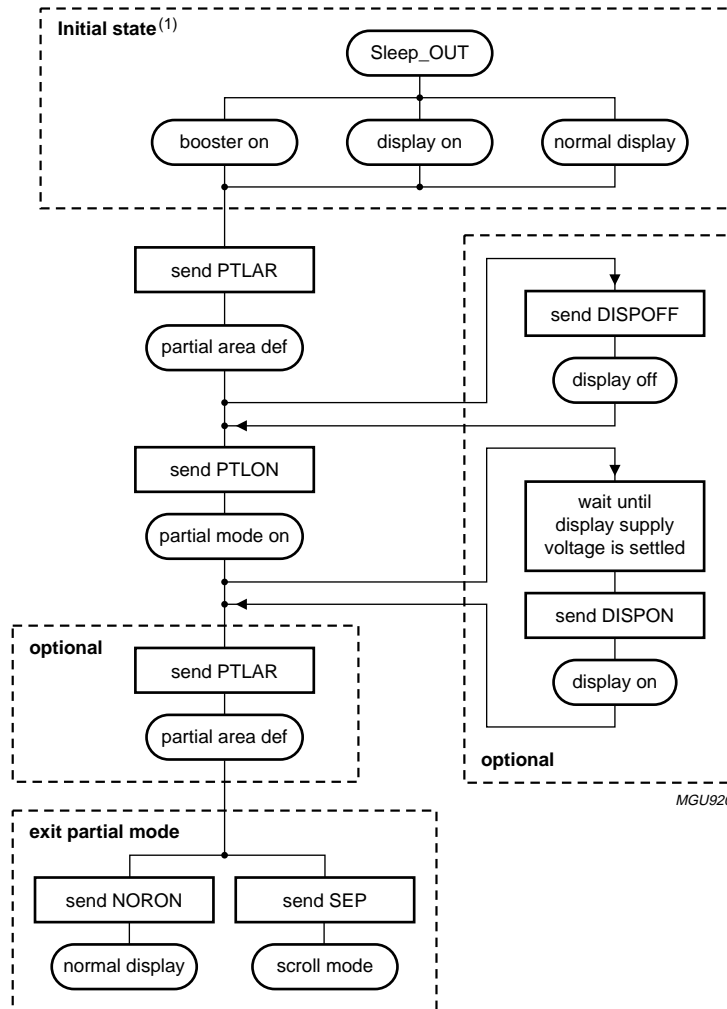 Initial state(1)
Sleep_OUT
booster on
display on
normal display
send PTLAR
partial area def
send DISPOFF
display off
send PTLON
partial mode on
wait until
display supply
voltage is settled
send DISPON
display on
optional
optional
send PTLAR
partial area def
exit partial mode
send NORON
send SEP
normal display
scroll mode